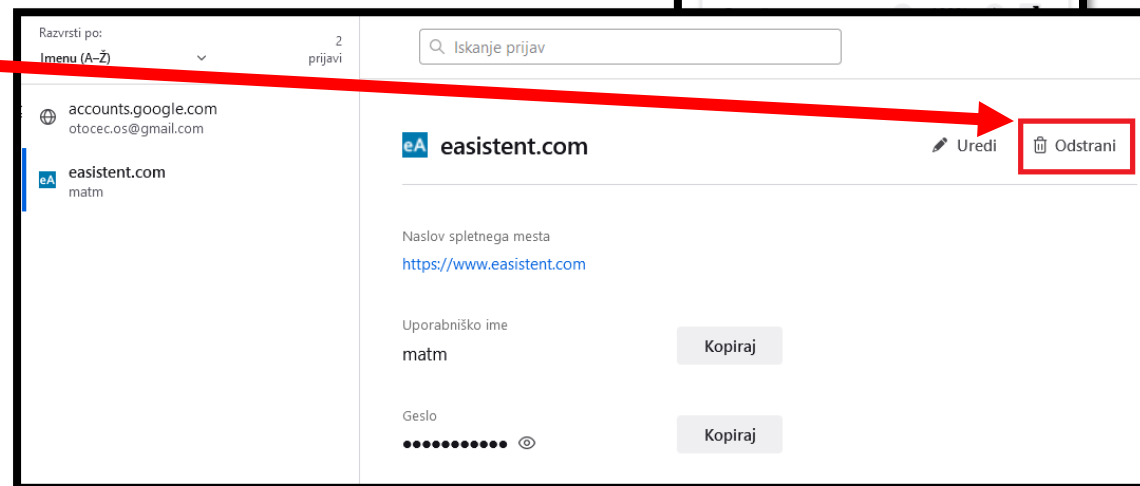 Razvrsti po:
Imenu (A–Ž)
2
prijavi
Iskanje prijav
accounts.google.com
otocec.os@gmail.com
eA easistent.com
matm
eA easistent.com
Uredi
Odstrani
Naslov spletnega mesta
https://www.easistent.com
Uporabniško ime
matm
Kopiraj
Geslo
●●●●●●●●●●●
Kopiraj